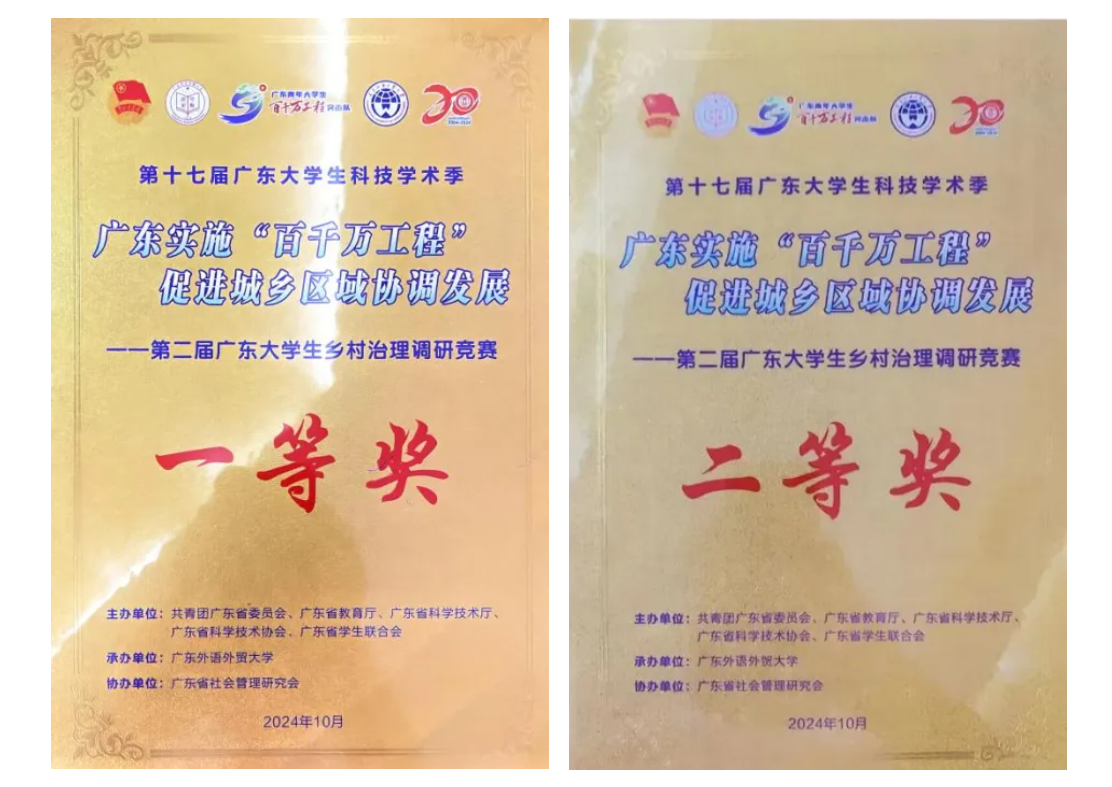 广东青年大学生
百千万工程突击队
第十七届广东大学生科技学术季
广东实施“百千万工程”
促进城乡区域协调发展
——第二届广东大学生乡村治理调研竞赛
一等奖
主办单位：共青团广东省委员会、广东省教育厅、广东省科学技术厅、
广东省科学技术协会、广东省学生联合会
承办单位：广东外语外贸大学
协办单位：广东省社会管理研究会
2024年10月
广东青年大学生
百千万工程突击队
第十七届广东大学生科技学术季
广东实施“百千万工程”
促进城乡区域协调发展
——第二届广东大学生乡村治理调研竞赛
二等奖
主办单位：共青团广东省委员会、广东省教育厅、广东省科学技术厅、
广东省科学技术协会、广东省学生联合会
承办单位：广东外语外贸大学
协办单位：广东省社会管理研究会
2024年10月